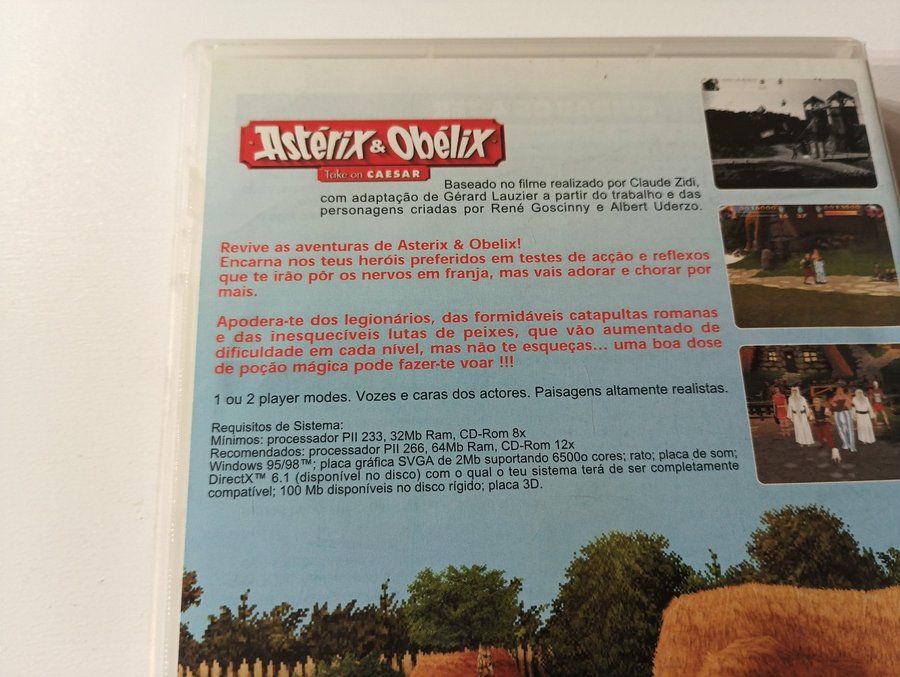 Astérix & Obélix
Take on CAESAR
Baseado no filme realizado por Claude Zidi,
com adaptação de Gérard Lauzier a partir do trabalho e das
personagens criadas por René Goscinny e Albert Uderzo.
Revive as aventuras de Asterix & Obelix!
Encarna nos teus heróis preferidos em testes de acção e reflexos
que te irão pôr os nervos em franja, mas vais adorar e chorar por
mais.
Apodera-te dos legionários, das formidáveis catapultas romanas
e das inesquecíveis lutas de peixes, que vão aumentado de
dificuldade em cada nível, mas não te esqueças... uma boa dose
de poção mágica pode fazer-te voar !!!
1 ou 2 player modes. Vozes e caras dos actores. Paisagens altamente realistas.
Requisitos de Sistema:
Mínimos: processador PII 233, 32Mb Ram, CD-Rom 8x
Recomendados: processador PII 266, 64Mb Ram, CD-Rom 12x
Windows 95/98™; placa gráfica SVGA de 2Mb suportando 6500o cores; rato; placa de som;
DirectX™ 6.1 (disponível no disco) com o qual o teu sistema terá de ser completamente
compatível; 100 Mb disponíveis no disco rígido; placa 3D.